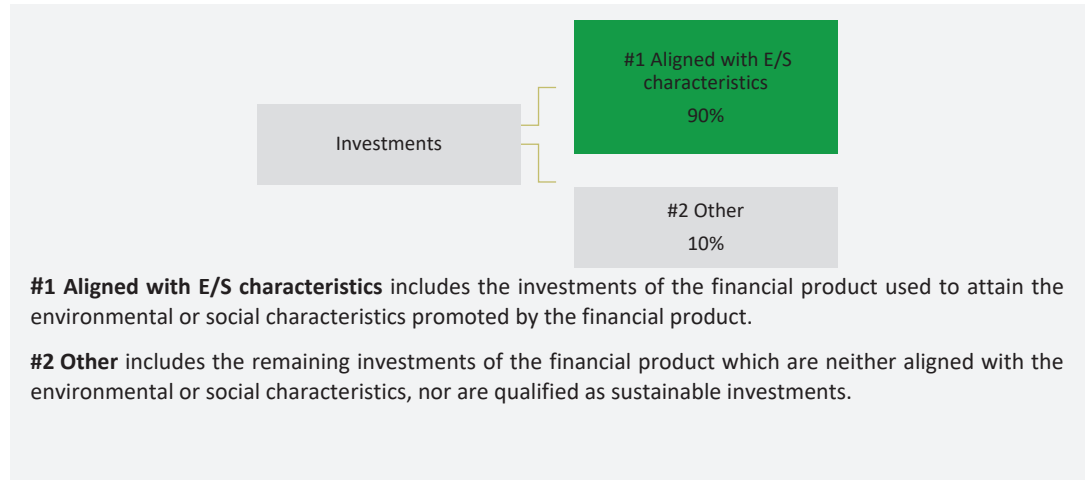 #1 Aligned with E/S
characteristics
90%
Investments
#2 Other
10%
#1 Aligned with E/S characteristics includes the investments of the financial product used to attain the
environmental or social characteristics promoted by the financial product.
#2 Other includes the remaining investments of the financial product which are neither aligned with the
environmental or social characteristics, nor are qualified as sustainable investments.